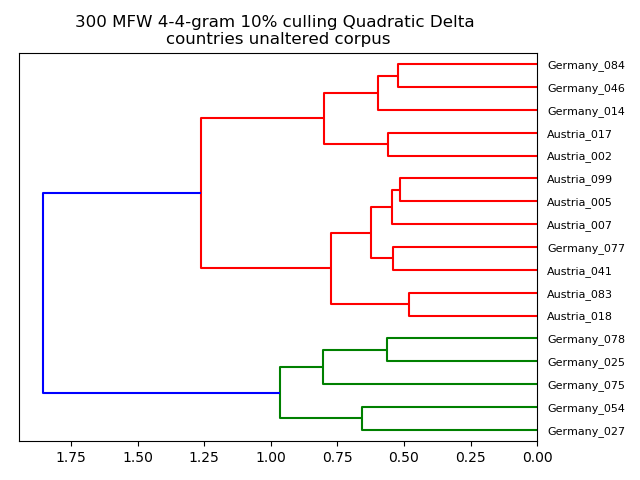 300 MFW 4-4-gram 10% culling Quadratic Delta
countries unaltered corpus
Germany_084
Germany_046
Germany_014
Austria_017
Austria_002
Austria_099
Austria_005
Austria_007
Germany_077
Austria_041
Austria_083
Austria_018
Germany_078
Germany_025
Germany_075
Germany_054
Germany_027
1.75 1.50 1.25 1.00 0.75 0.50 0.25 0.00